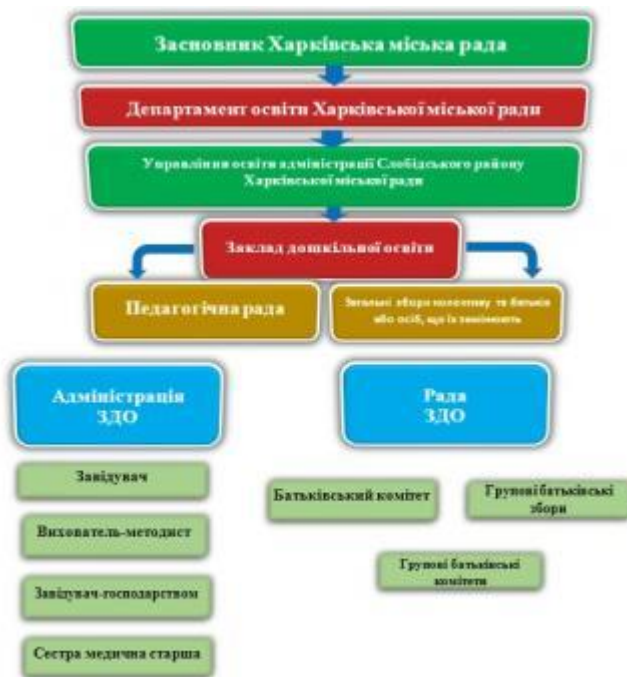 Засновник Харківська міська рада
Департамент освіти Харківської міської ради
Управління освіти адміністрації Слобідського району
Харківської міської ради
Заклад дошкільної освіти
Педагогічна рада
Загальні збори колективу та батьків
або осіб, що їх замінюють
Адміністрація
ЗДО
Рада
ЗДО
Завідувач
Вихователь-методист
Завідувач-господарством
Сестра медична старша
Батьківський комітет
Групові батьківські
збори
Групові батьківські
комітети